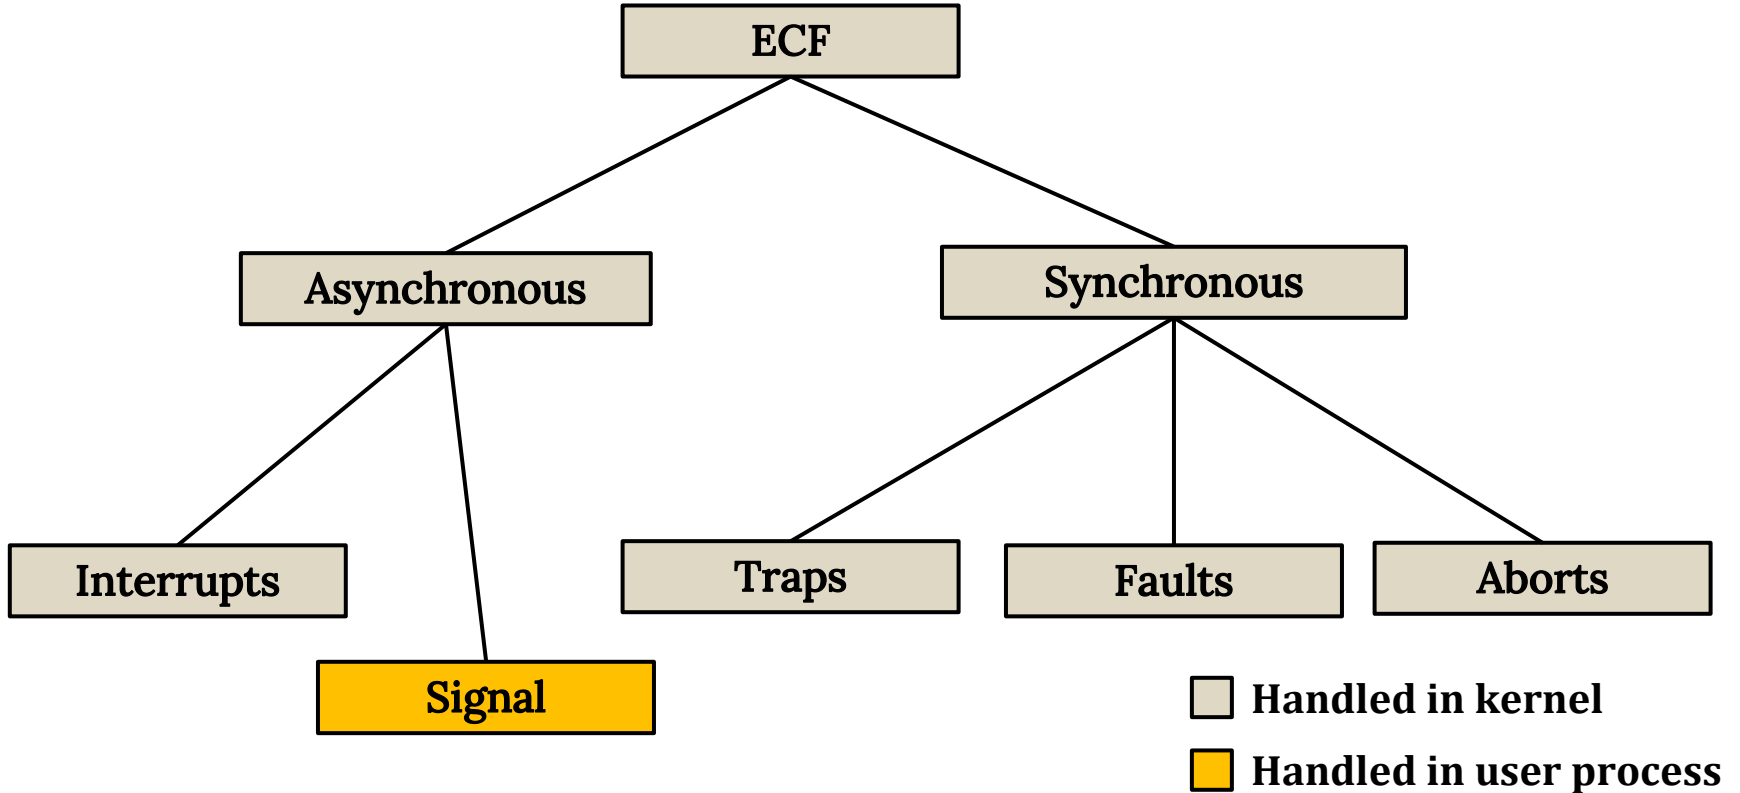 ECF
Asynchronous
Synchronous
Interrupts
Traps
Faults
Aborts
Signal
Handled in kernel
Handled in user process